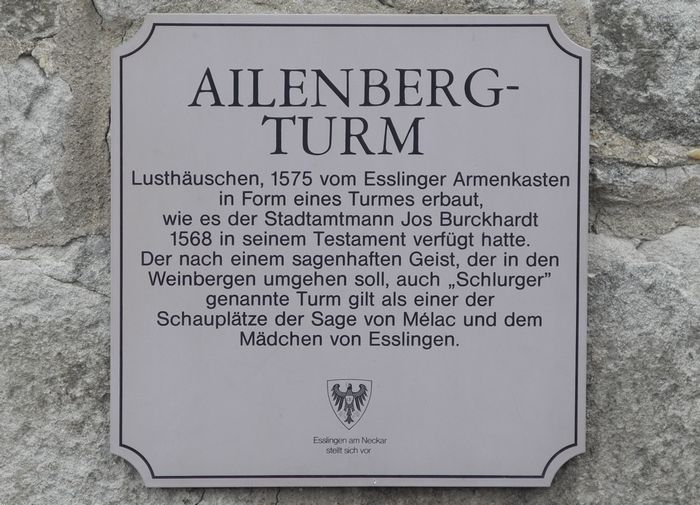 AILENBERG-
TURM
Lusthäuschen, 1575 vom Esslinger Armenkasten
in Form eines Turmes erbaut,
wie es der Stadtamtmann Jos Burckhardt
1568 in seinem Testament verfügt hatte.
Der nach einem sagenhaften Geist, der in den
Weinbergen umgehen soll, auch „Schlurger”
genannte Turm gilt als einer der
Schauplätze der Sage von Mélac und dem
Mädchen von Esslingen.
Esslingen am Neckar
stellt sich vor